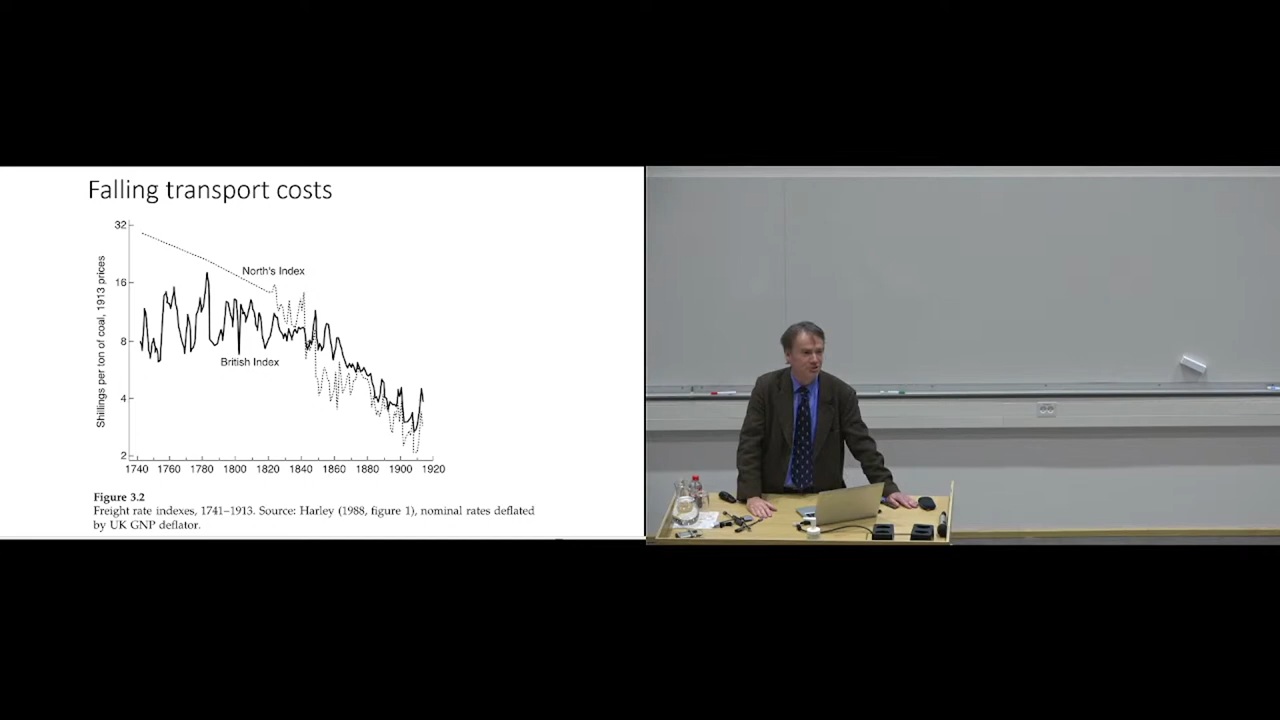 Falling transport costs
32
16
8
4
2
Shillings per ton of coal, 1913 prices
North's Index
British Index
1740 1760 1780 1800 1820 1840 1860 1880 1900 1920
Figure 3.2
Freight rate indexes, 1741–1913. Source: Harley (1988, figure 1), nominal rates deflated
by UK GNP deflator.